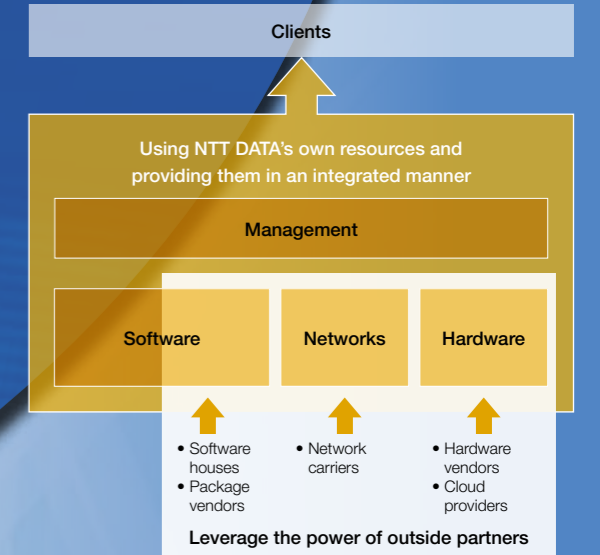 Clients
Using NTT DATA's own resources and
providing them in an integrated manner
Management
Software
Networks
Hardware
• Software
houses
• Package
vendors
• Network
carriers
• Hardware
vendors
• Cloud
providers
Leverage the power of outside partners